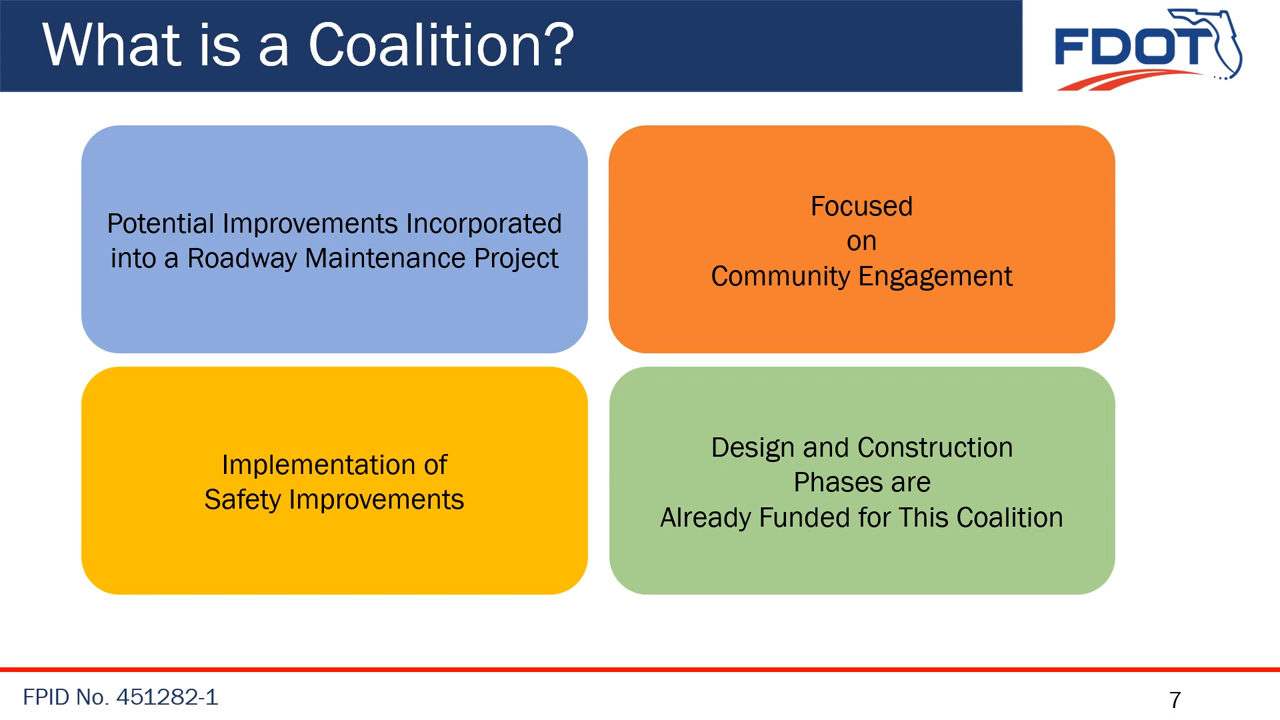 What is a Coalition?
FDOT
Potential Improvements Incorporated
into a Roadway Maintenance Project
Focused
on
Community Engagement
Implementation of
Safety Improvements
Design and Construction
Phases are
Already Funded for This Coalition
FPID No. 451282-1
7